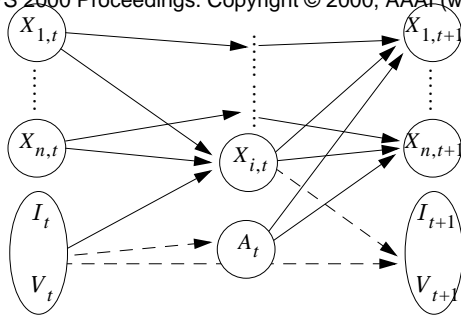 S 2000 Proceedings. Copyright © 2000, AAAI (w
X1,t
X1,t+1
Xn,t
Xi,t
Xn,t+1
It
At
It+1
Vt
Vt+1